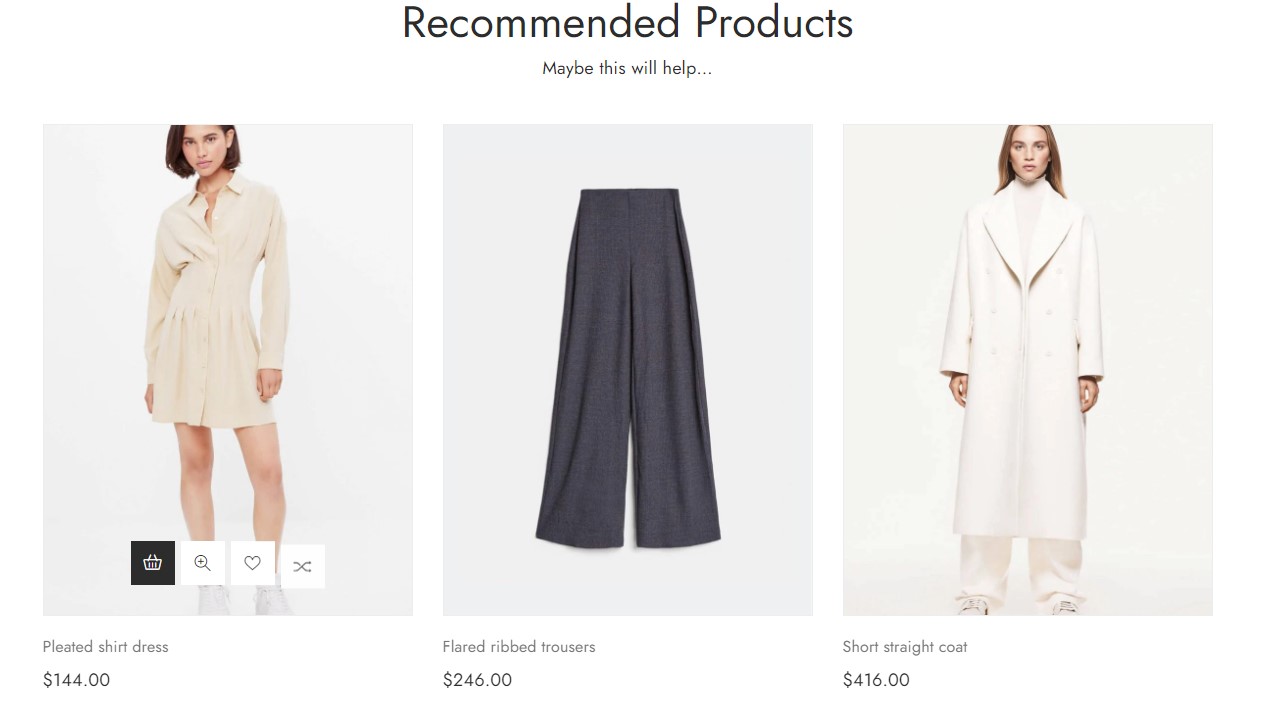 Recommended Products
Maybe this will help...
Pleated shirt dress
$144.00
Flared ribbed trousers
$246.00
Short straight coat
$416.00